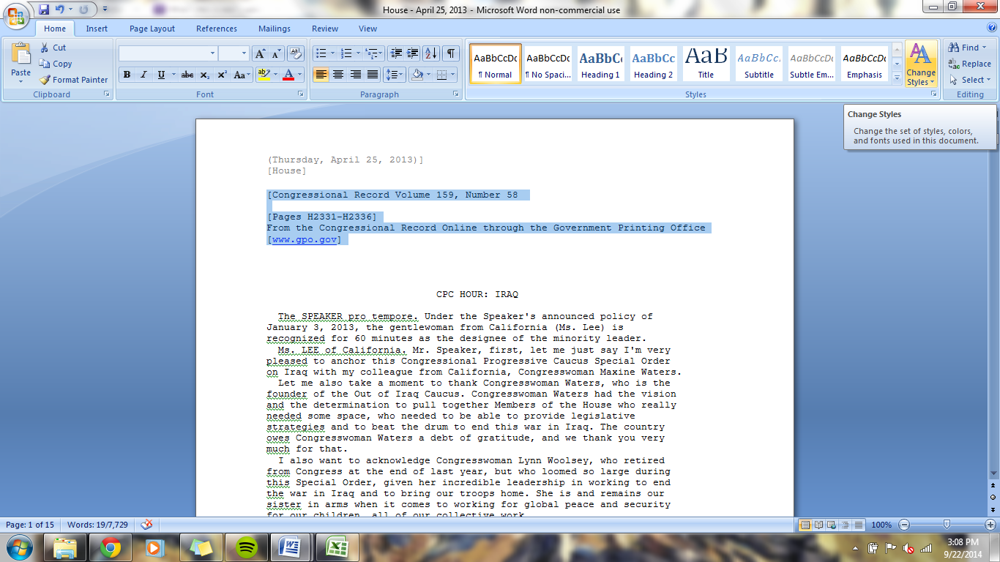 House - April 25, 2013 - Microsoft Word non-commercial use
Home Insert Page Layout References Mailings Review View
Paste
Cut
Copy
Format Painter
Clipboard
B I U abc X₂ X² Aa A
Font
Paragraph
AaBbCcDc AaBbCcDc AaBbC AaBbCc AaB AaBbCc. AaBbCcDc AaBbCcDc
¶ Normal ¶ No Spaci... Heading 1 Heading 2 Title Subtitle Subtle Em... Emphasis
Change Styles
Styles
Find
Replace
Select
Editing
Change Styles
Change the set of styles, colors,
and fonts used in this document.
(Thursday, April 25, 2013)]
[House]
[Congressional Record Volume 159, Number 58
[Pages H2331-H2336]
From the Congressional Record Online through the Government Printing Office
[www.gpo.gov]
CPC HOUR: IRAQ
The SPEAKER pro tempore. Under the Speaker's announced policy of
January 3, 2013, the gentlewoman from California (Ms. Lee) is
recognized for 60 minutes as the designee of the minority leader.
Ms. LEE of California. Mr. Speaker, first, let me just say I'm very
pleased to anchor this Congressional Progressive Caucus Special Order
on Iraq with my colleague from California, Congresswoman Maxine Waters.
Let me also take a moment to thank Congresswoman Waters, who is the
founder of the Out of Iraq Caucus. Congresswoman Waters had the vision
and the determination to pull together Members of the House who really
needed some space, who needed to be able to provide legislative
strategies and to beat the drum to end this war in Iraq. The country
owes Congresswoman Waters a debt of gratitude, and we thank you very
much for that.
I also want to acknowledge Congresswoman Lynn Woolsey, who retired
from Congress at the end of last year, but who loomed so large during
this Special Order, given her incredible leadership in working to end
the war in Iraq and to bring our troops home. She is and remains our
sister in arms when it comes to working for global peace and security
for our children, all of our collective work
Page: 1 of 15 Words: 19/7,729
100%
3:08 PM
9/22/2014